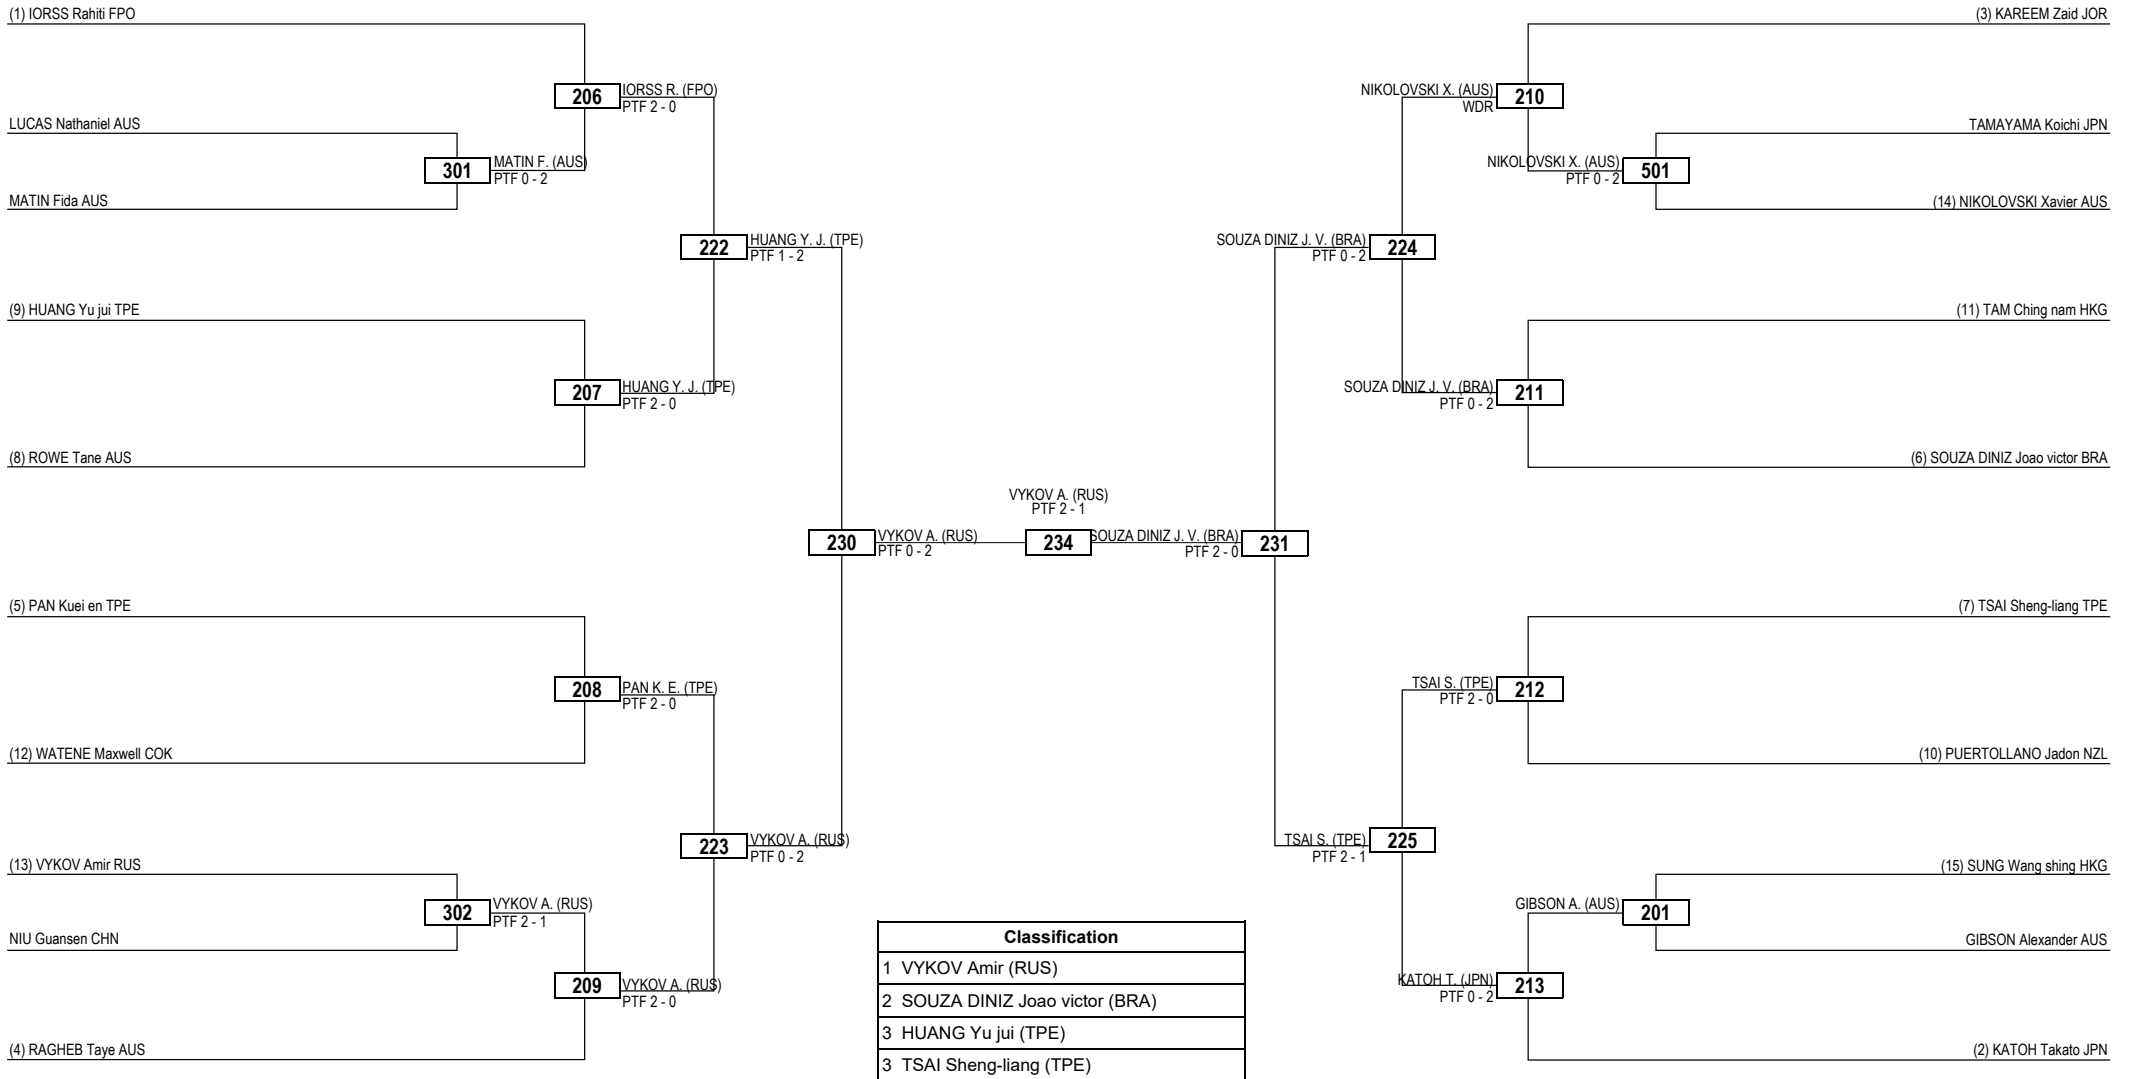 (1) IORSS Rahiti FPO
(3) KAREEM Zaid JOR
206
IORSS R. (FPO)
PTF 2 - 0
NIKOLOVSKI X. (AUS)
WDR
210
LUCAS Nathaniel AUS
TAMAYAMA Koichi JPN
301
MATIN F. (AUS)
PTF 0 - 2
NIKOLOVSKI X. (AUS)
PTF 0 - 2
501
MATIN Fida AUS
(14) NIKOLOVSKI Xavier AUS
222
HUANG Y. J. (TPE)
PTF 1 - 2
SOUZA DINIZ J. V. (BRA)
PTF 0 - 2
224
(9) HUANG Yu jui TPE
(11) TAM Ching nam HKG
207
HUANG Y. J. (TPE)
PTF 2 - 0
SOUZA DINIZ J. V. (BRA)
PTF 0 - 2
211
(8) ROWE Tane AUS
(6) SOUZA DINIZ Joao victor BRA
VYKOV A. (RUS)
PTF 2 - 1
230
VYKOV A. (RUS)
PTF 0 - 2
234
SOUZA DINIZ J. V. (BRA)
PTF 2 - 0
231
(5) PAN Kuei en TPE
(7) TSAI Sheng-liang TPE
208
PAN K. E. (TPE)
PTF 2 - 0
TSAI S. (TPE)
PTF 2 - 0
212
(12) WATENE Maxwell COK
(10) PUERTOLLANO Jadon NZL
223
VYKOV A. (RUS)
PTF 0 - 2
TSAI S. (TPE)
PTF 2 - 1
225
(13) VYKOV Amir RUS
(15) SUNG Wang shing HKG
302
VYKOV A. (RUS)
PTF 2 - 1
GIBSON A. (AUS)
201
NIU Guansen CHN
GIBSON Alexander AUS
209
VYKOV A. (RUS)
PTF 2 - 0
KATOH T. (JPN)
PTF 0 - 2
213
(4) RAGHEB Taye AUS
(2) KATOH Takato JPN
Classification
1 VYKOV Amir (RUS)
2 SOUZA DINIZ Joao victor (BRA)
3 HUANG Yu jui (TPE)
3 TSAI Sheng-liang (TPE)